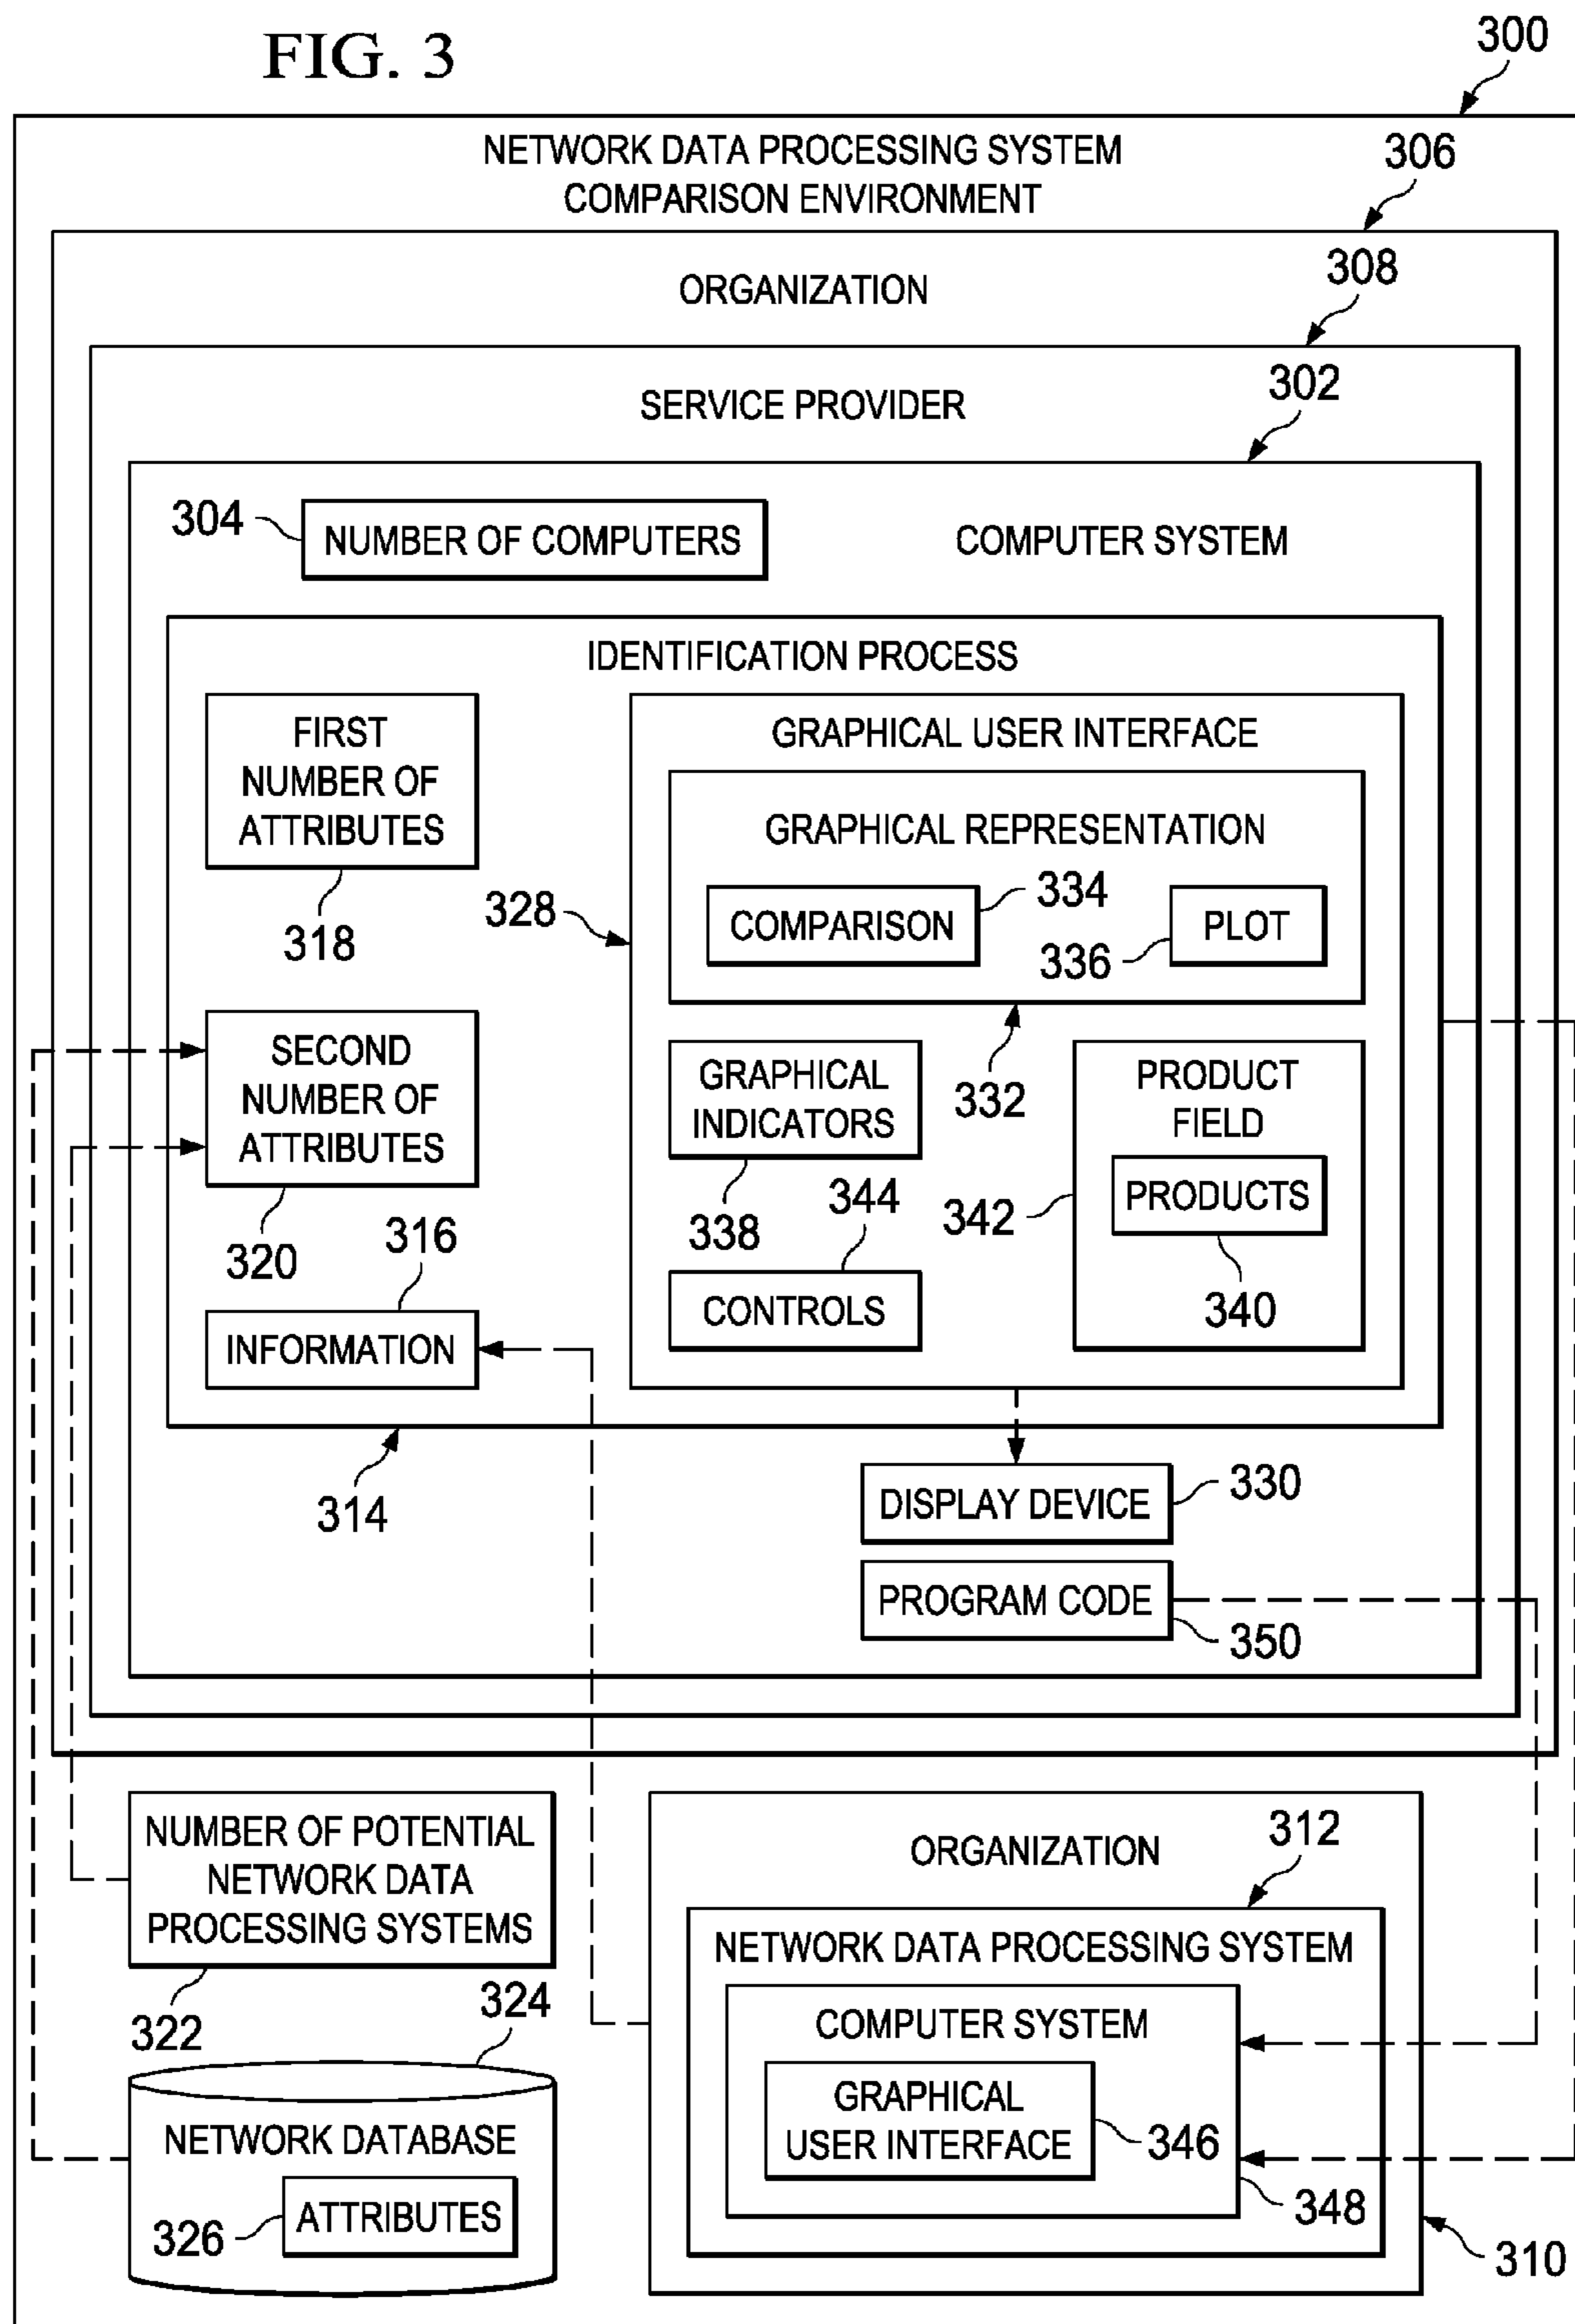 FIG. 3
300
NETWORK DATA PROCESSING SYSTEM
COMPARISON ENVIRONMENT
306
ORGANIZATION
308
SERVICE PROVIDER
302
304
NUMBER OF COMPUTERS
COMPUTER SYSTEM
IDENTIFICATION PROCESS
FIRST
NUMBER OF
ATTRIBUTES
318
GRAPHICAL USER INTERFACE
GRAPHICAL REPRESENTATION
328
COMPARISON
334
336
PLOT
332
SECOND
NUMBER OF
ATTRIBUTES
320
GRAPHICAL
INDICATORS
338
PRODUCT
FIELD
PRODUCTS
342
340
344
CONTROLS
316
INFORMATION
314
DISPLAY DEVICE
330
PROGRAM CODE
350
NUMBER OF POTENTIAL
NETWORK DATA
PROCESSING SYSTEMS
322
324
NETWORK DATABASE
326
ATTRIBUTES
ORGANIZATION
312
NETWORK DATA PROCESSING SYSTEM
COMPUTER SYSTEM
GRAPHICAL
USER INTERFACE
346
348
310